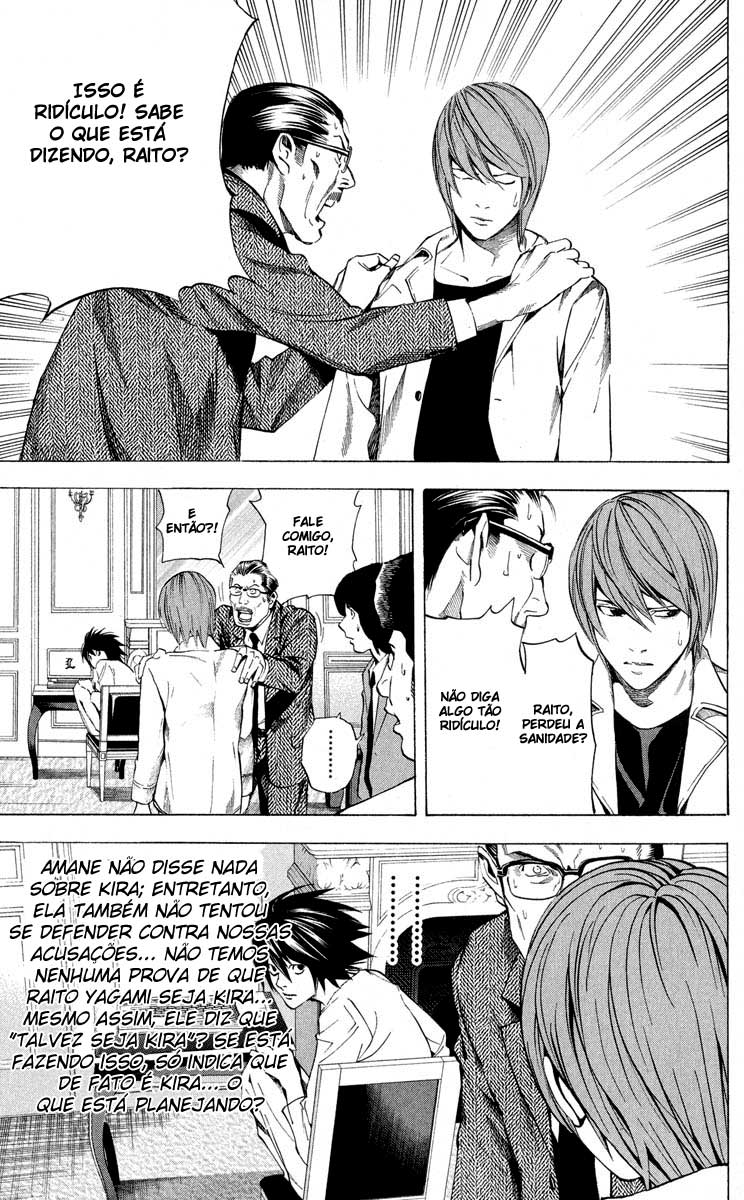 ISSO É
RIDÍCULO! SABE
O QUE ESTÁ
DIZENDO, RAITO?
RAITO,
PERDEU A
SANIDADE?
NÃO DIGA
ALGO TÃO
RIDÍCULO!
FALE
COMIGO,
RAITO!
E
ENTÃO?!
L
AMANE NÃO DISSE NADA
SOBRE KIRA; ENTRETANTO,
ELA TAMBÉM NÃO TENTOU
SE DEFENDER CONTRA NOSSAS
ACUSAÇÕES... NÃO TEMOS
NENHUMA PROVA DE QUE
RAITO YAGAMI SEJA KIRA...
MESMO ASSIM, ELE DIZ QUE
"TALVEZ SEJA KIRA"? SE ESTÁ
FAZENDO ISSO, SÓ INDICA QUE
DE FATO É KIRA... O
QUE ESTÁ PLANEJANDO?